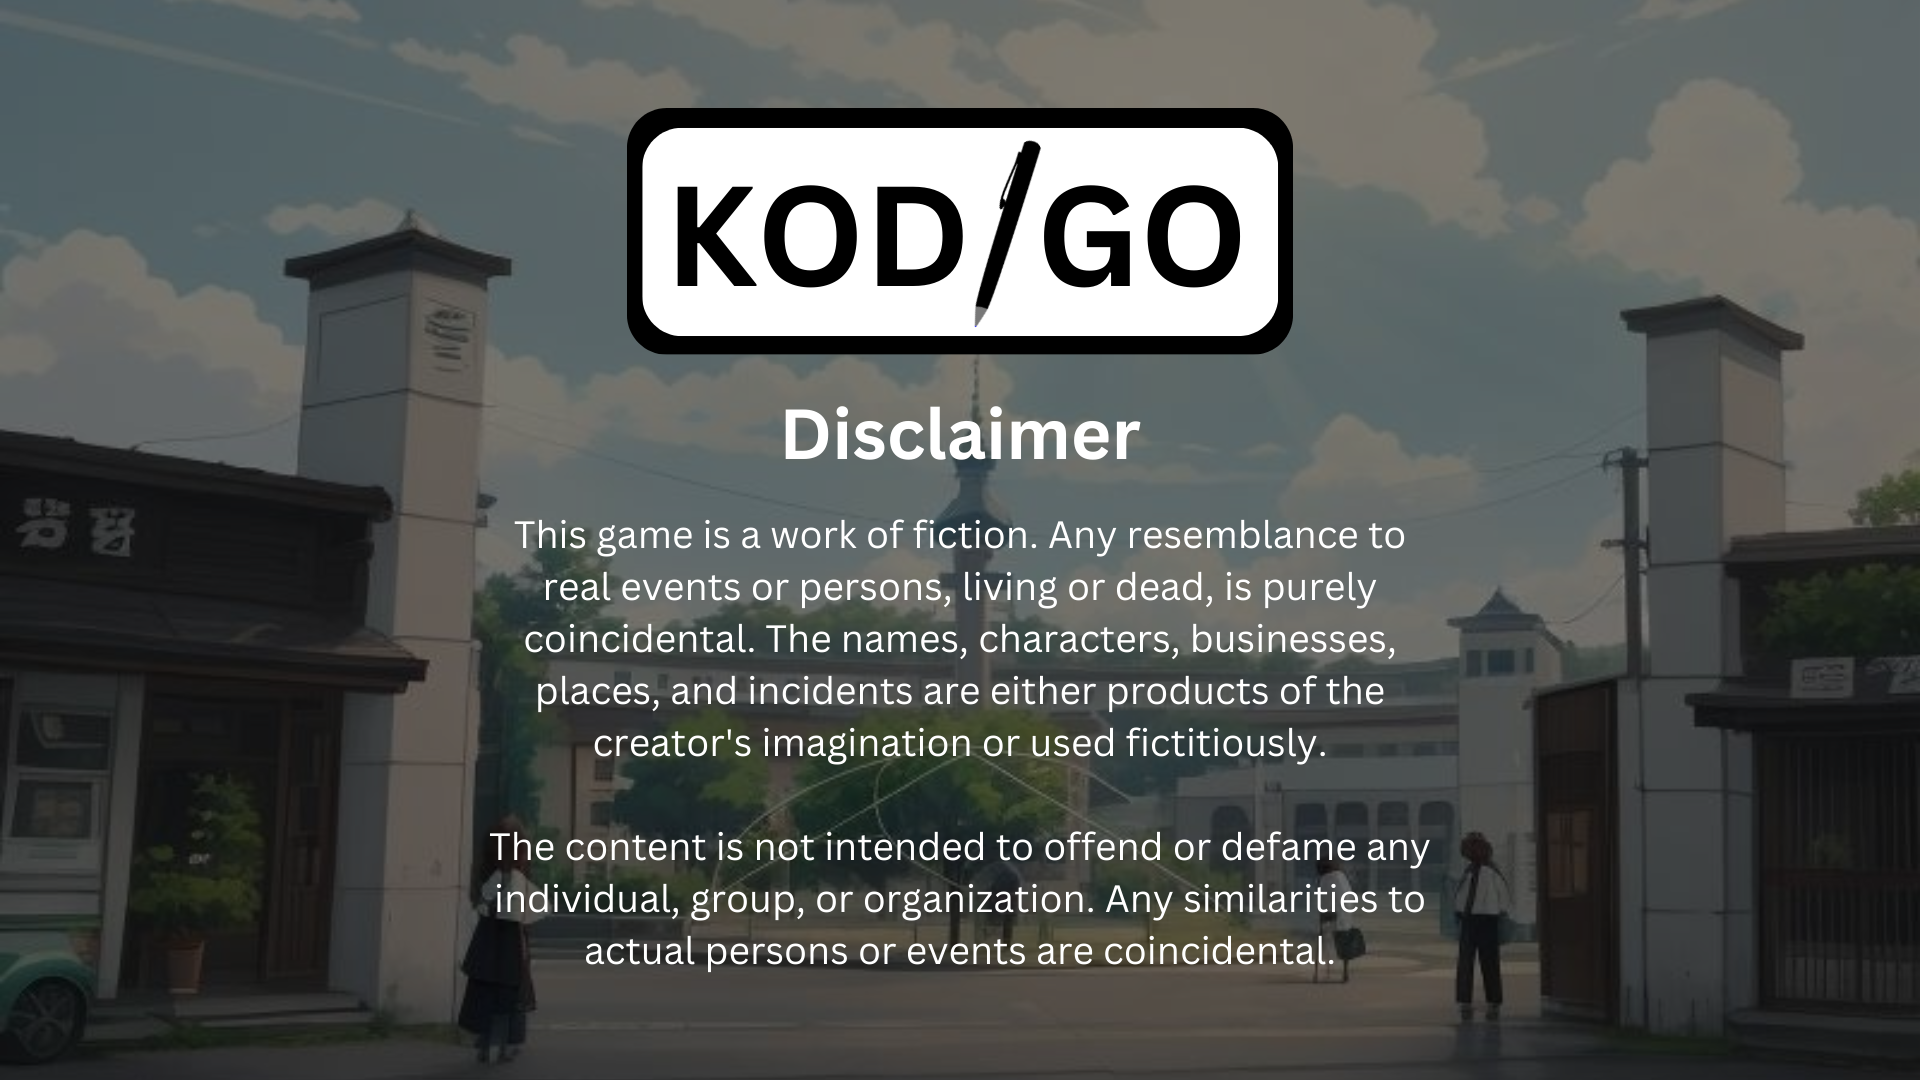 KOD/GO
Disclaimer
This game is a work of fiction. Any resemblance to
real events or persons, living or dead, is purely
coincidental. The names, characters, businesses,
places, and incidents are either products of the
creator's imagination or used fictitiously.
The content is not intended to offend or defame any
individual, group, or organization. Any similarities to
actual persons or events are coincidental.